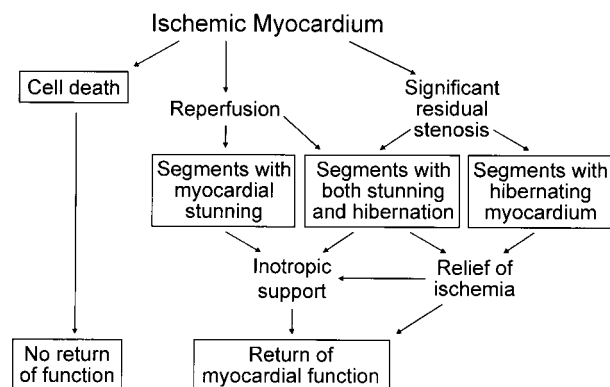 Ischemic Myocardium
Cell death
Reperfusion
Significant
residual
stenosis
Segments with
myocardial
stunning
Segments with
both stunning
and hibernation
Segments with
hibernating
myocardium
Inotropic
support
Relief of
ischemia
No return
of function
Return of
myocardial function